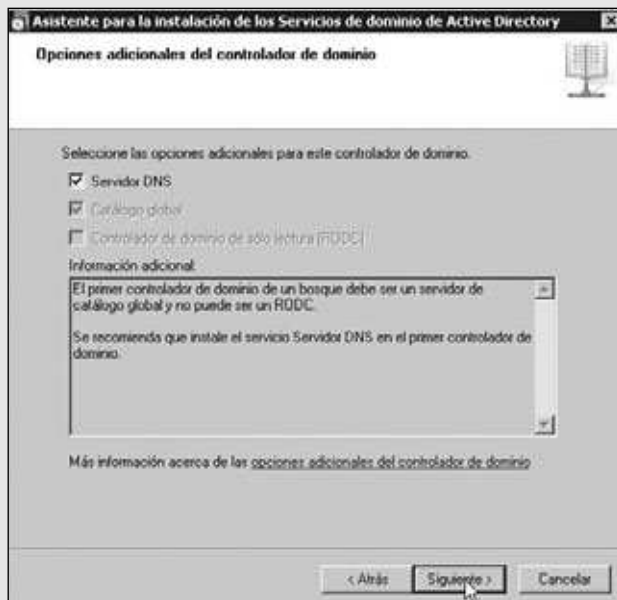 Asistente para la instalación de los Servicios de dominio de Active Directory
Opciones adicionales del controlador de dominio
Seleccione las opciones adicionales para este controlador de dominio.
Servidor DNS
Catálogo global
Controlador de dominio de sólo lectura (RODC)
Información adicional:
El primer controlador de dominio de un bosque debe ser un servidor de
catálogo global y no puede ser un RODC.
Se recomienda que instale el servicio Servidor DNS en el primer controlador de
dominio.
Más información acerca de las opciones adicionales del controlador de dominio
< Atrás
Siguiente >
Cancelar